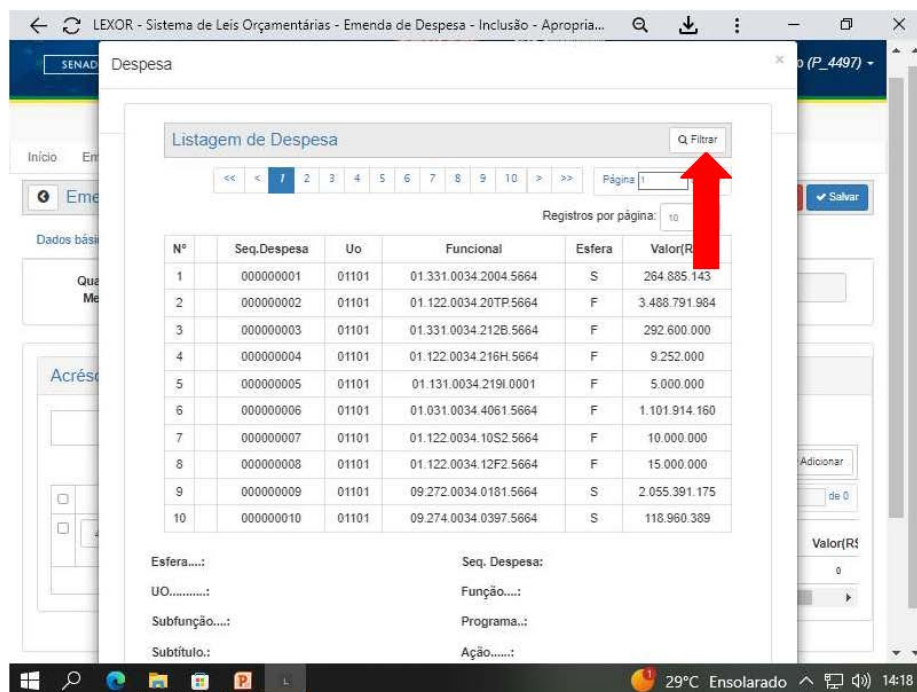 LEXOR - Sistema de Leis Orçamentárias - Emenda de Despesa - Inclusão - Apropria...
SENAD
(P_4497)
Despesa
×
Listagem de Despesa
Filtrar
<< < 1 2 3 4 5 6 7 8 9 10 > >> Página 1
Registros por página: 10
Início
Eme
Salvar
Dados bási
Qua
Me
Nº Seq.Despesa Uo Funcional Esfera Valor(R
1 000000001 01101 01.331.0034.2004.5664 S 264.885.143
2 000000002 01101 01.122.0034.20TP.5664 F 3.488.791.984
3 000000003 01101 01.331.0034.212B.5664 F 292.600.000
4 000000004 01101 01.122.0034.216H.5664 F 9.252.000
5 000000005 01101 01.131.0034.219I.0001 F 5.000.000
6 000000006 01101 01.031.0034.4061.5664 F 1.101.914.160
7 000000007 01101 01.122.0034.10S2.5664 F 10.000.000
8 000000008 01101 01.122.0034.12F2.5664 F 15.000.000
9 000000009 01101 09.272.0034.0181.5664 S 2.055.391.175
10 000000010 01101 09.274.0034.0397.5664 S 118.960.389
Acrésc
Adicionar
de 0
Valor(R$
0
Esfera....: Seq. Despesa:
UO...........: Função....:
Subfunção....: Programa..:
Subtítulo.: Ação......:
1
29°C Ensolarado 14:18